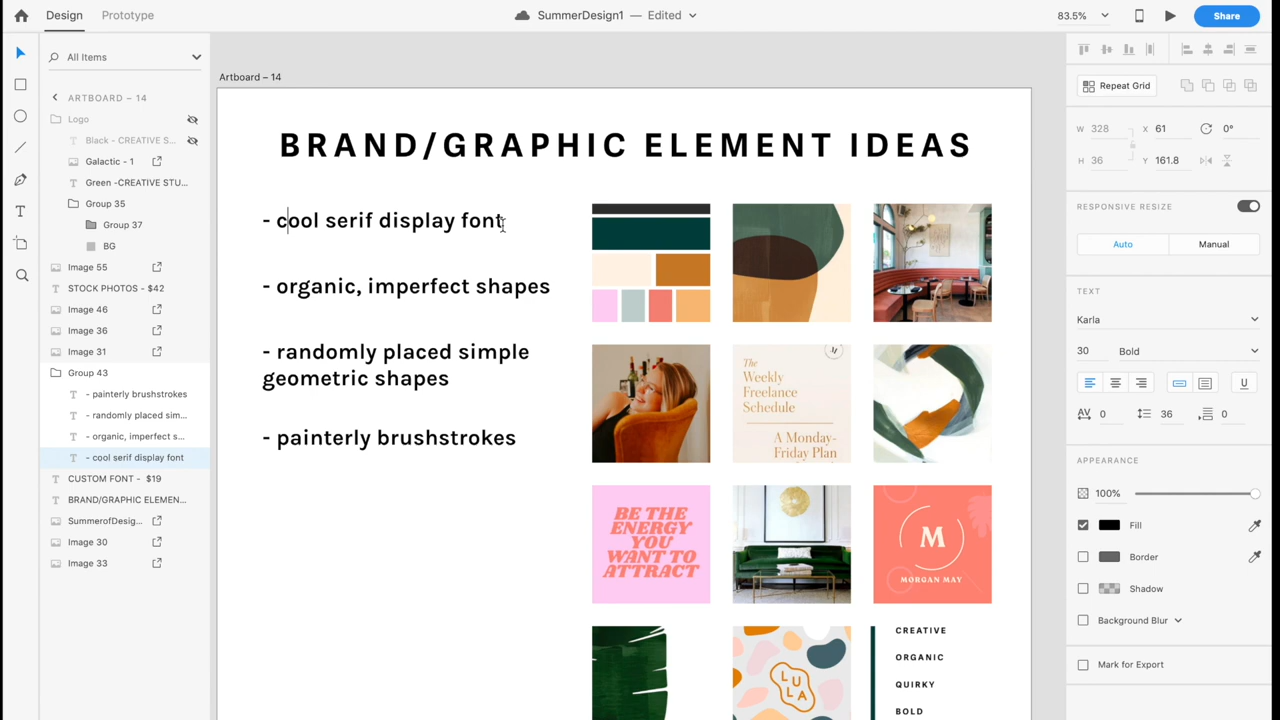 Design
Prototype
SummerDesign1 — Edited
83.5%
Share
All Items
ARTBOARD – 14
Logo
Black - CREATIVE S...
Galactic - 1
Green -CREATIVE STU...
Group 35
Group 37
BG
Image 55
STOCK PHOTOS - $42
Image 46
Image 36
Image 31
Group 43
- painterly brushstrokes
- randomly placed sim...
- organic, imperfect s...
- cool serif display font
CUSTOM FONT - $19
BRAND/GRAPHIC ELEMEN...
SummerofDesig...
Image 30
Image 33
Artboard – 14
BRAND/GRAPHIC ELEMENT IDEAS
- cool serif display font
- organic, imperfect shapes
- randomly placed simple
geometric shapes
- painterly brushstrokes
The
Weekly
Freelance
Schedule
A Monday-
Friday Plan
BE THE
ENERGY
YOU
WANT TO
ATTRACT
M
MORGAN MAY
LU
LA
CREATIVE
ORGANIC
QUIRKY
BOLD
Repeat Grid
W 328
X 61
0°
H 36
Y 161.8
RESPONSIVE RESIZE
Auto
Manual
TEXT
Karla
30
Bold
U
AV 0
36
0
APPEARANCE
100%
Fill
Border
Shadow
Background Blur
Mark for Export